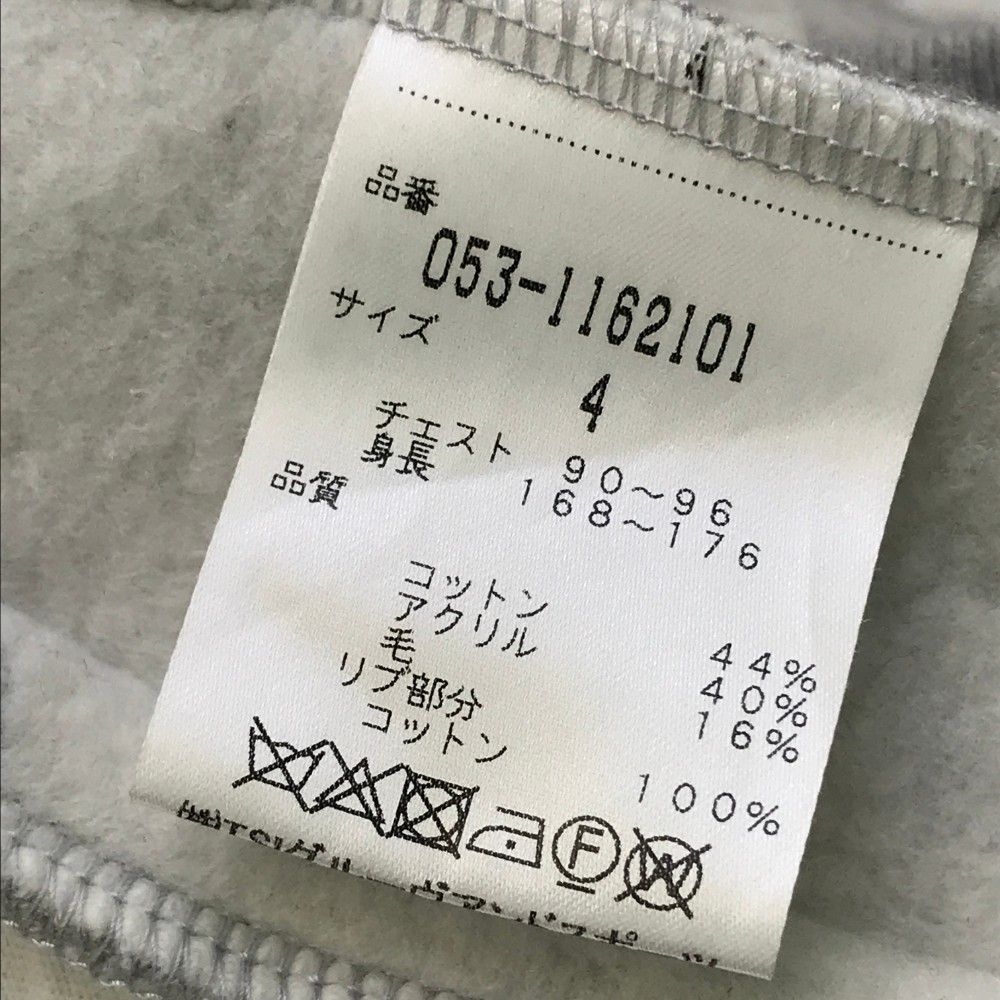 品番
053-1162101
サイズ
4
チェスト 90～96
身長 168～176
品質
コットン 44%
アクリル 40%
毛 16%
リブ部分
コットン 100%
F
W